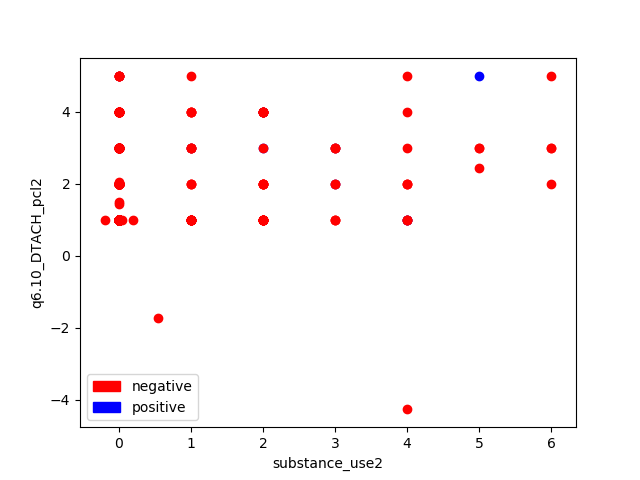 4
2
0
−2
−4
q6.10_DTACH_pcl2
negative
positive
0 1 2 3 4 5 6
substance_use2